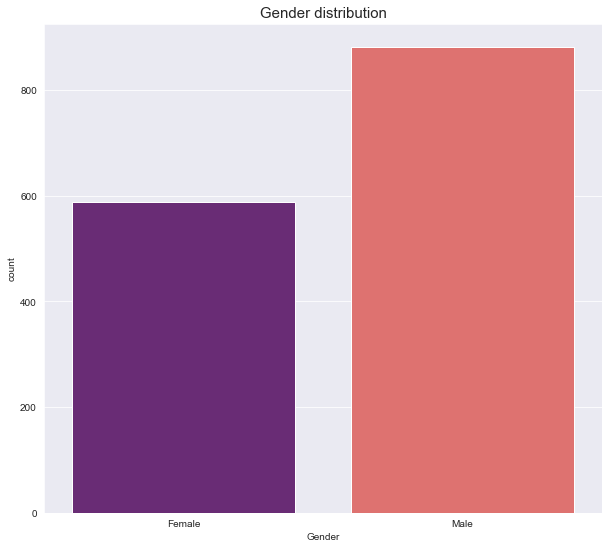 Gender distribution
800
600
400
200
0
count
Female Male
Gender